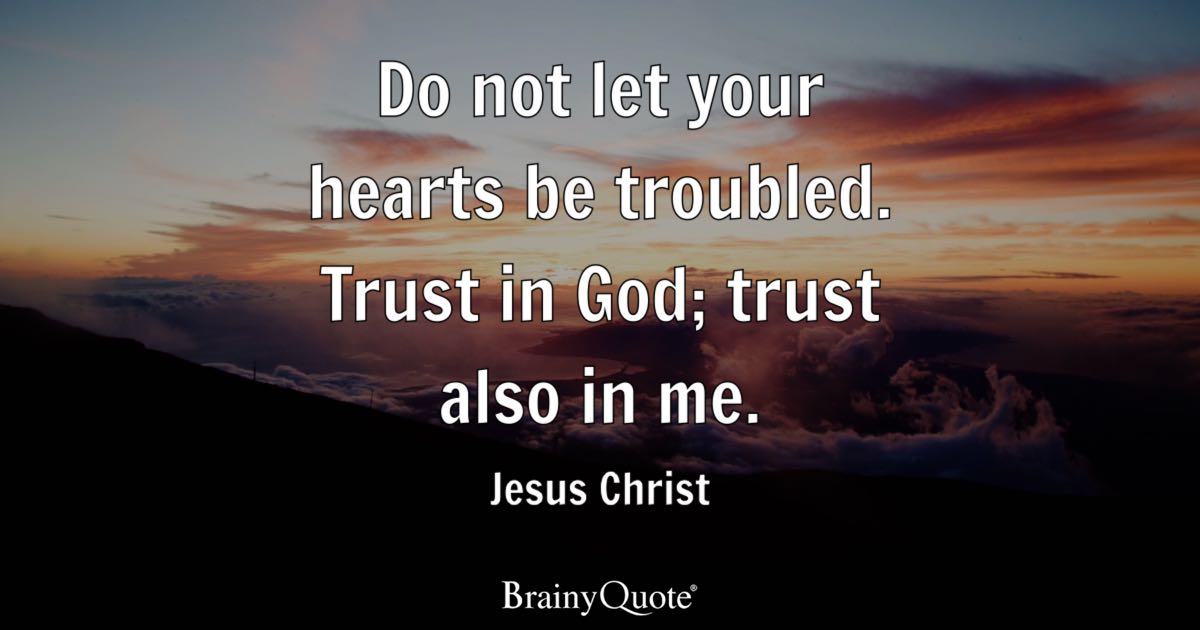 Do not let your
hearts be troubled.
Trust in God; trust
also in me.
Jesus Christ
BrainyQuote®